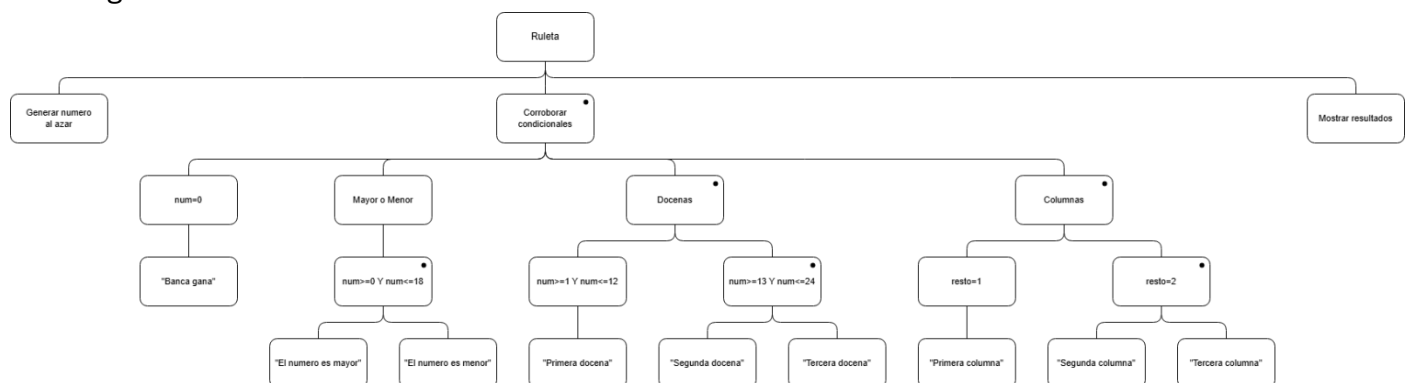 Ruleta
Generar numero
al azar
Corroborar
condicionales
Mostrar resultados
num=0
Mayor o Menor
Docenas
Columnas
"Banca gana"
num>=0 Y num<=18
num>=1 Y num<=12
num>=13 Y num<=24
resto=1
resto=2
"El numero es mayor"
"El numero es menor"
"Primera docena"
"Segunda docena"
"Tercera docena"
"Primera columna"
"Segunda columna"
"Tercera columna"